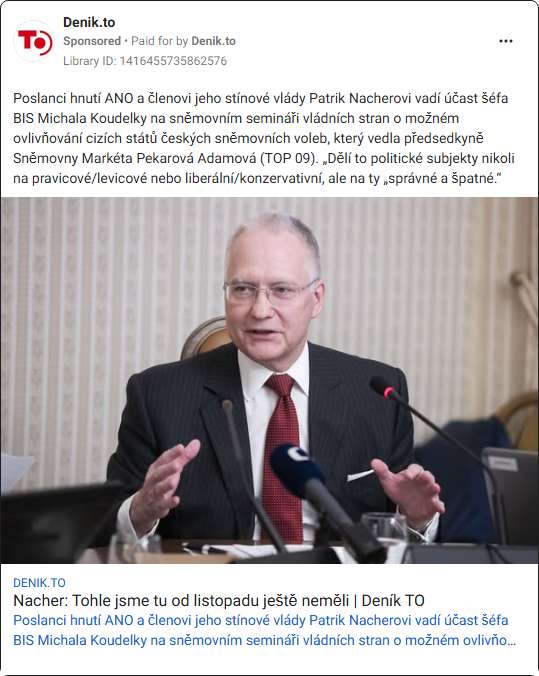 Denik.to
Sponsored • Paid for by Denik.to
Library ID: 1416455735862576
TO
Poslanci hnutí ANO a členovi jeho stínové vlády Patrik Nacherovi vadí účast šéfa
BIS Michala Koudelky na sněmovním semináři vládních stran o možném
ovlivňování cizích států českých sněmovních voleb, který vedla předsedkyně
Sněmovny Markéta Pekarová Adamová (TOP 09). „Dělí to politické subjekty nikoli
na pravicové/levicové nebo liberální/konzervativní, ale na ty „správné a špatné.“
DENIK.TO
Nacher: Tohle jsme tu od listopadu ještě neměli | Deník TO
Poslanci hnutí ANO a členovi jeho stínové vlády Patrik Nacherovi vadí účast šéfa
BIS Michala Koudelky na sněmovním semináři vládních stran o možném ovlivňo...